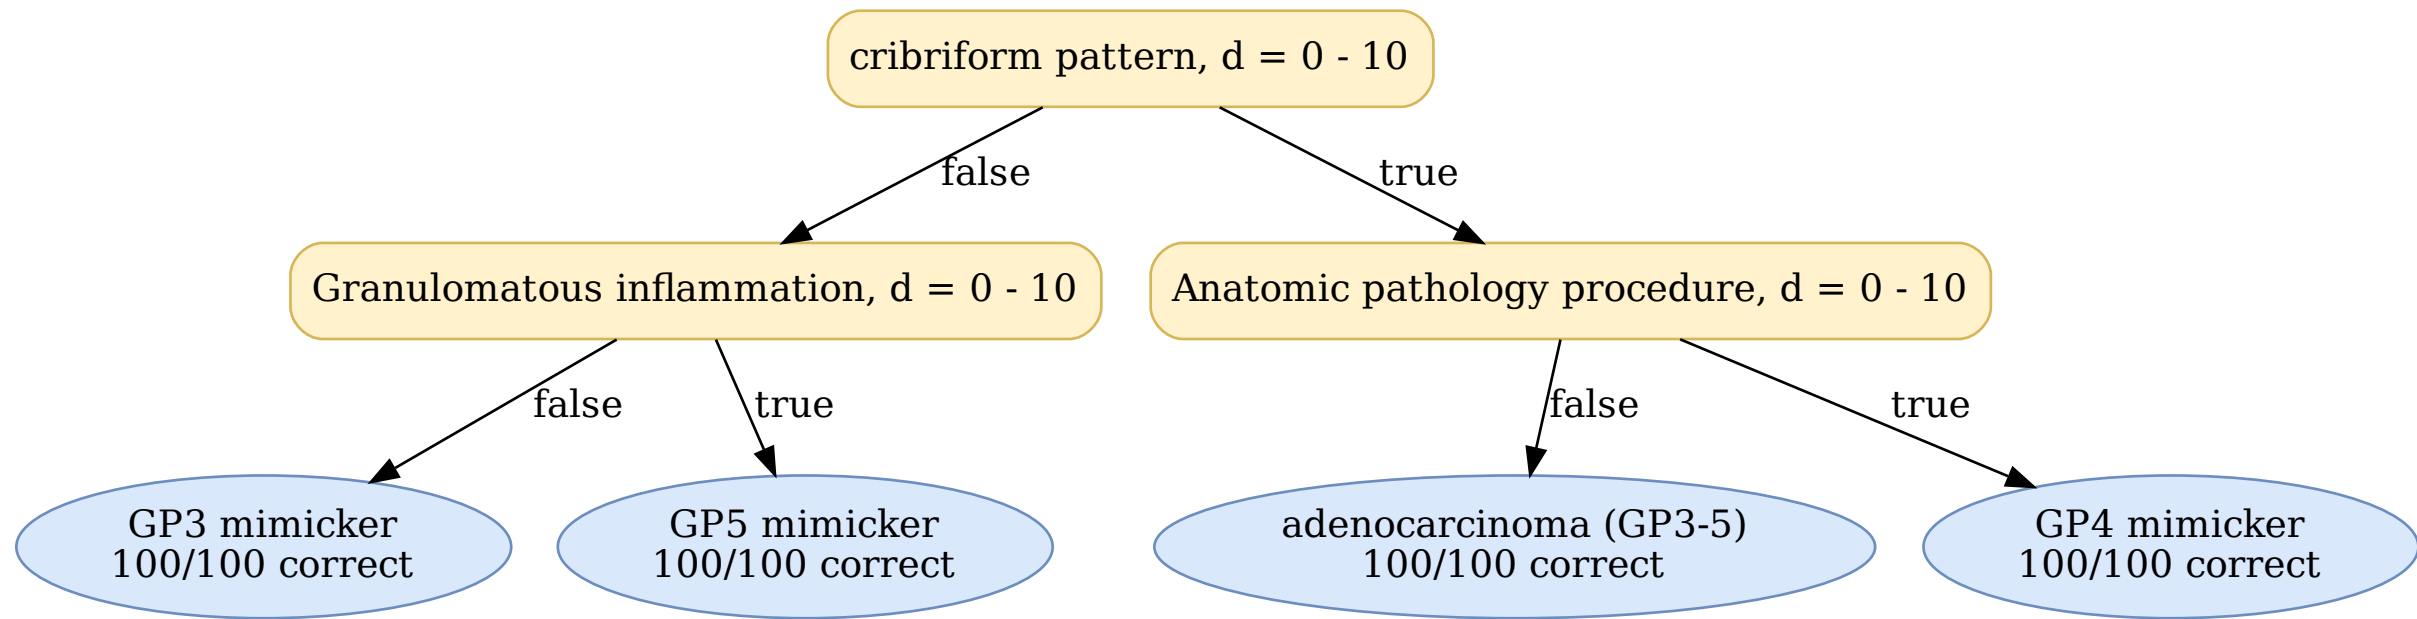 cribriform pattern, d = 0 - 10
false
true
Granulomatous inflammation, d = 0 - 10
Anatomic pathology procedure, d = 0 - 10
false
true
false
true
GP3 mimicker
100/100 correct
GP5 mimicker
100/100 correct
adenocarcinoma (GP3-5)
100/100 correct
GP4 mimicker
100/100 correct